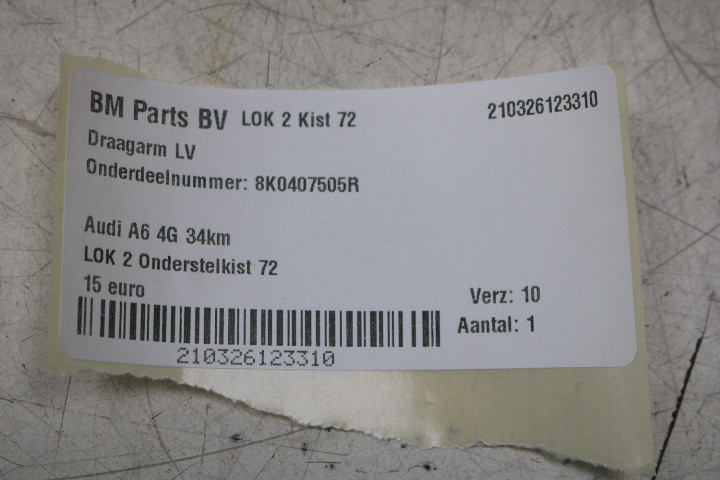 BM Parts BV LOK 2 Kist 72 210326123310
Draagarm LV
Onderdeelnummer: 8K0407505R
Audi A6 4G 34km
LOK 2 Onderstelkist 72
15 euro Verz: 10
Aantal: 1
210326123310